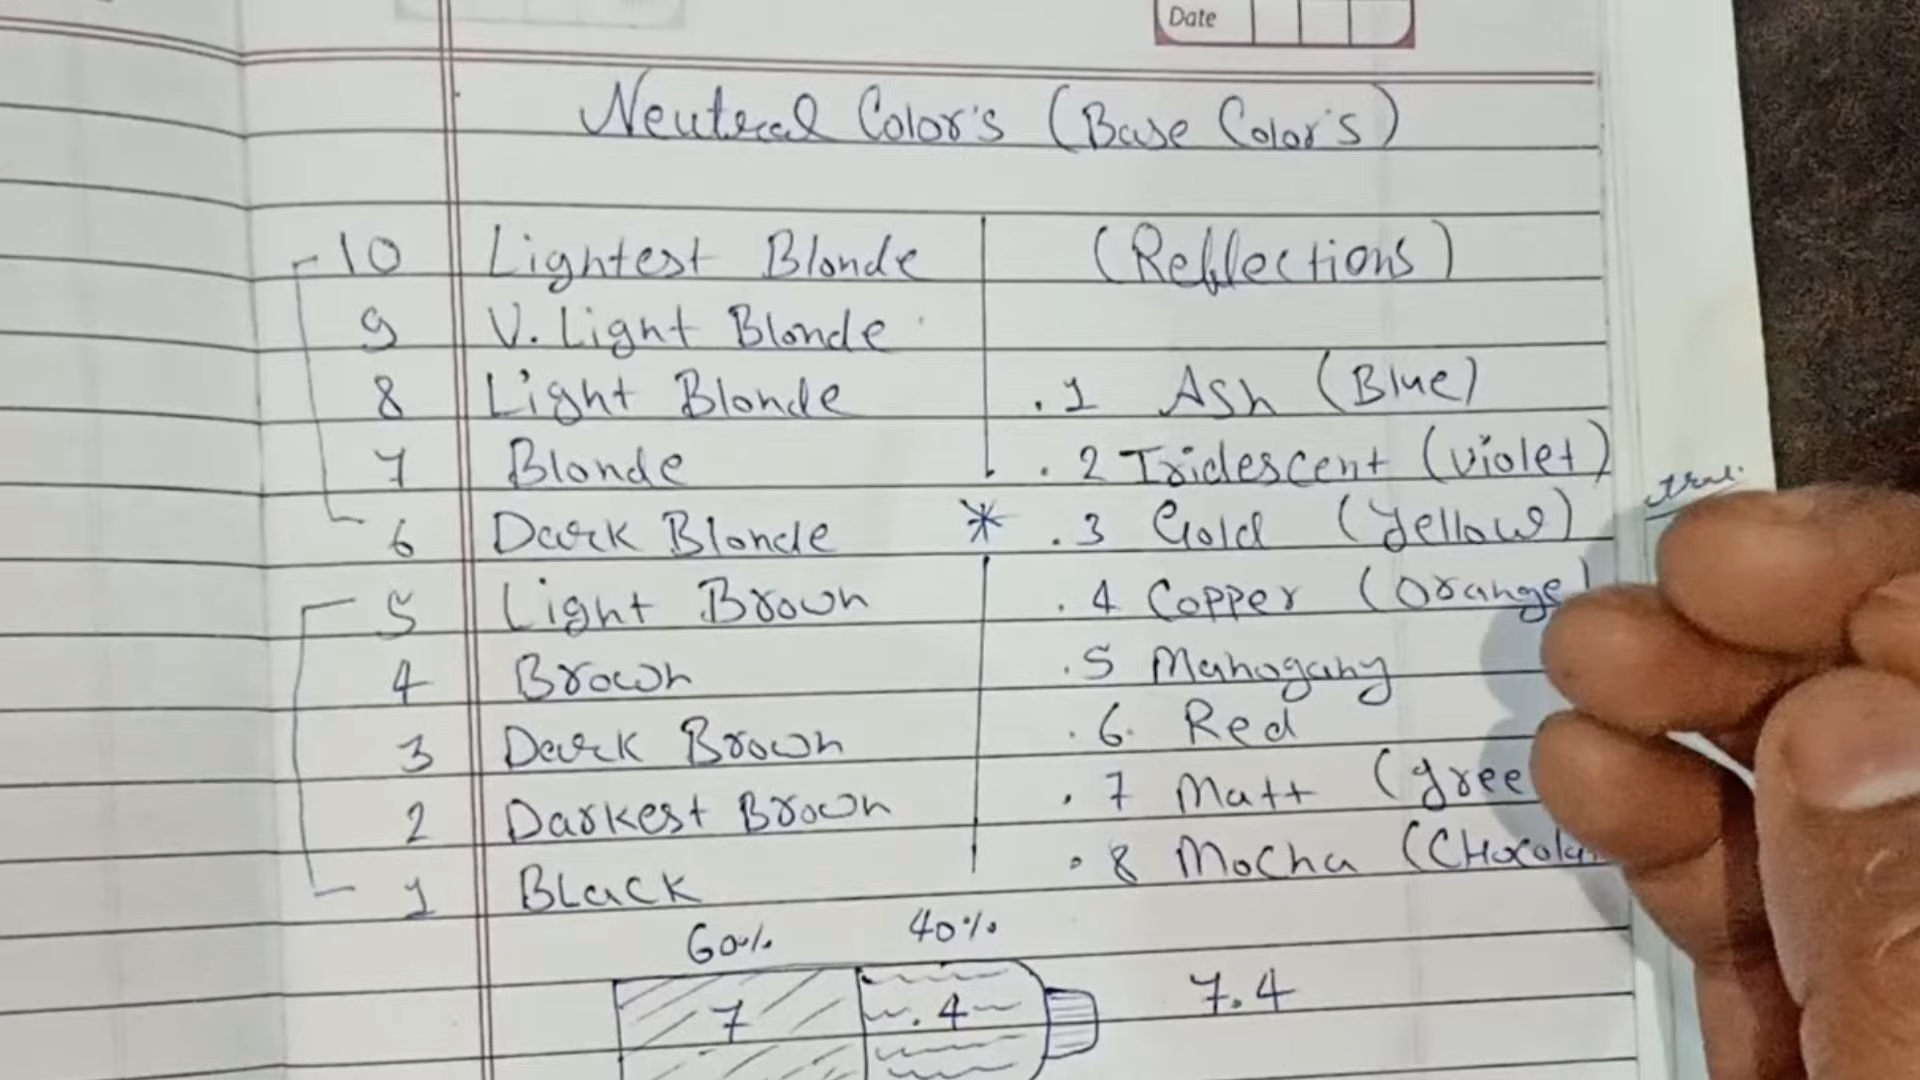 Date
Neutral Color's (Base Color's)
10 Lightest Blonde (Reflections)
9 V. Light Blonde
8 Light Blonde .1 Ash (Blue)
7 Blonde .2 Iridescent (violet)
6 Dark Blonde * .3 Gold (yellow)
5 Light Brown .4 Copper (Orange)
4 Brown .5 Mahogany
3 Dark Brown .6. Red
2 Darkest Brown .7 Matt (gree
1 Black .8 Mocha (CHocola
60% 40%
7 .4 7.4